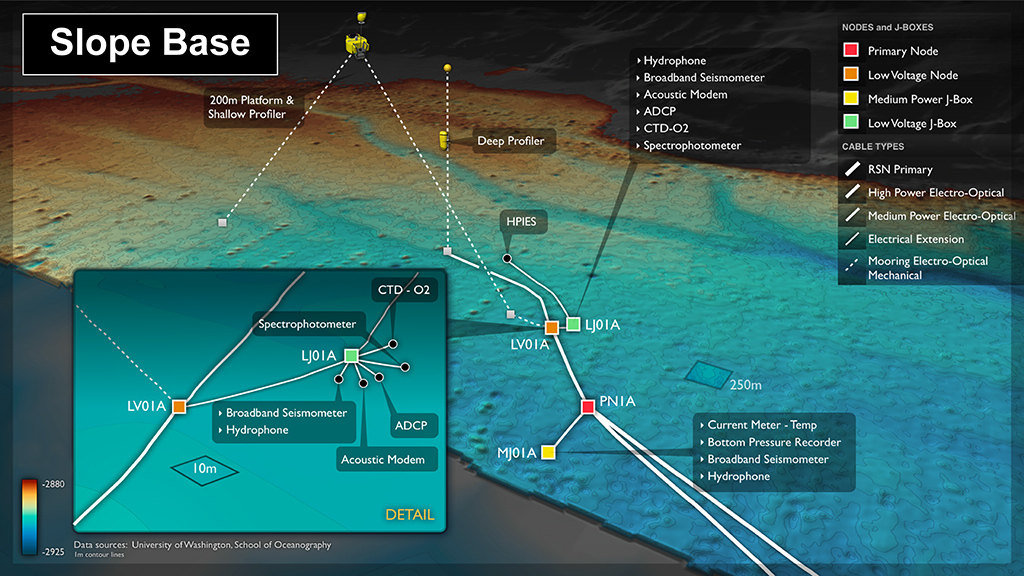 Slope Base
200m Platform &
Shallow Profiler
Deep Profiler
HPIES
Hydrophone
Broadband Seismometer
Acoustic Modem
ADCP
CTD-O2
Spectrophotometer
NODES and J-BOXES
Primary Node
Low Voltage Node
Medium Power J-Box
Low Voltage J-Box
CABLE TYPES
RSN Primary
High Power Electro-Optical
Medium Power Electro-Optical
Electrical Extension
Mooring Electro-Optical
Mechanical
LJ01A
LV01A
PN1A
250m
MJ01A
Current Meter - Temp
Bottom Pressure Recorder
Broadband Seismometer
Hydrophone
CTD - O2
Spectrophotometer
LJ01A
LV01A
Broadband Seismometer
Hydrophone
ADCP
Acoustic Modem
10m
DETAIL
-2880
-2925
Data sources: University of Washington, School of Oceanography
1m contour lines